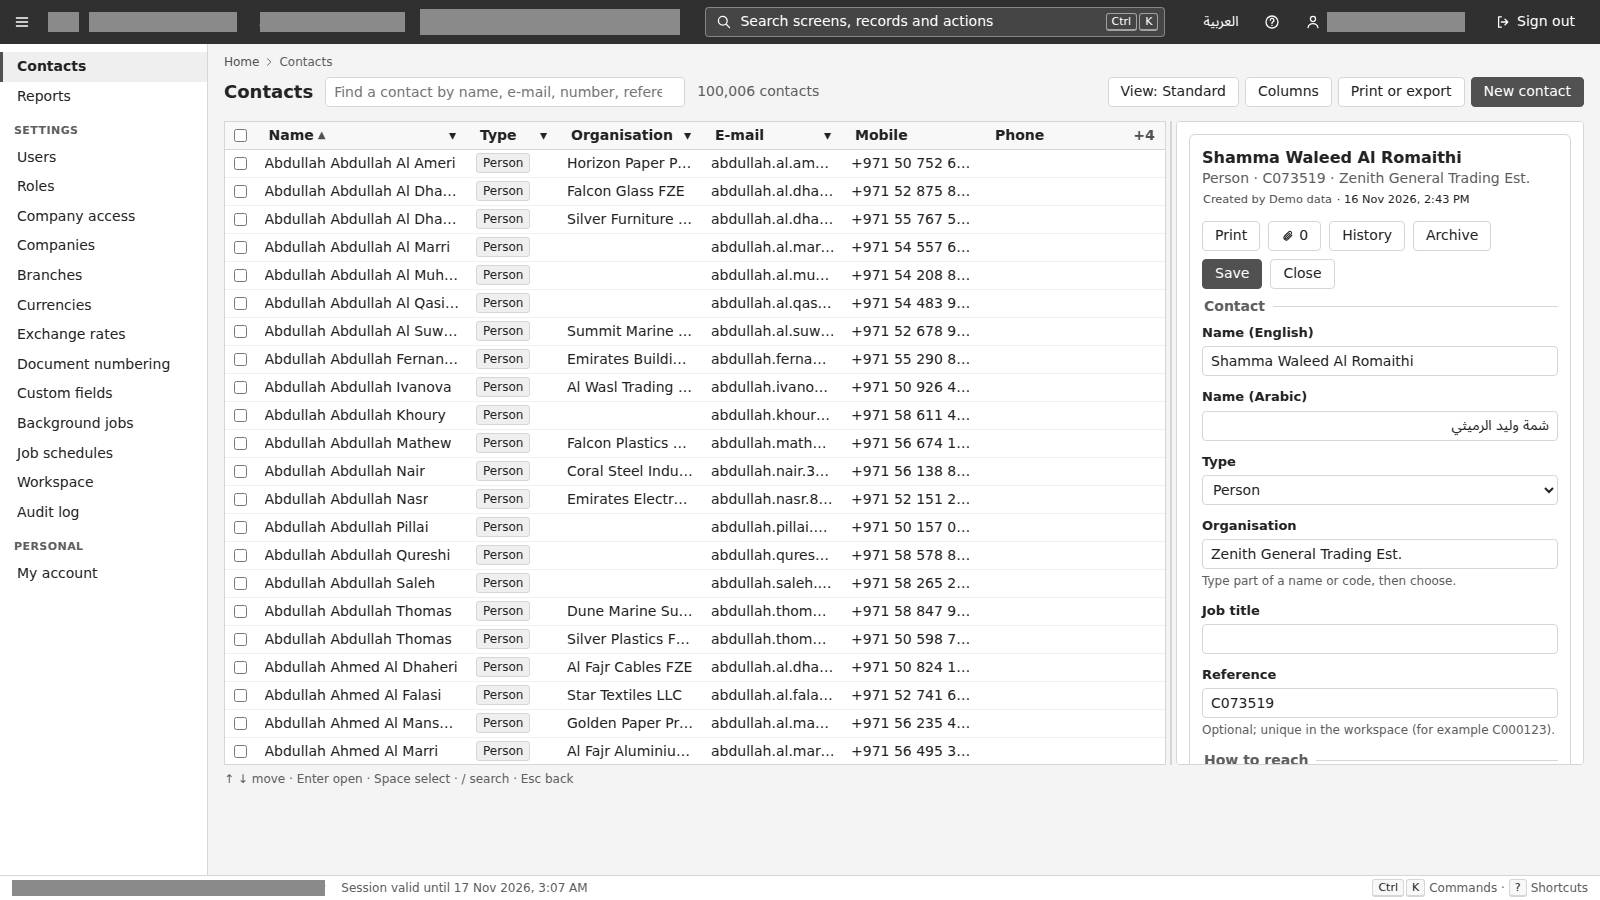 Search screens, records and actions Ctrl K العربية Sign out
Contacts
Reports
SETTINGS
Users
Roles
Company access
Companies
Branches
Currencies
Exchange rates
Document numbering
Custom fields
Background jobs
Job schedules
Workspace
Audit log
PERSONAL
My account
Home > Contacts
Contacts Find a contact by name, e-mail, number, refere 100,006 contacts View: Standard Columns Print or export New contact
Name ▲ ▼ Type ▼ Organisation ▼ E-mail ▼ Mobile Phone +4
Abdullah Abdullah Al Ameri Person Horizon Paper P… abdullah.al.am… +971 50 752 6…
Abdullah Abdullah Al Dha… Person Falcon Glass FZE abdullah.al.dha… +971 52 875 8…
Abdullah Abdullah Al Dha… Person Silver Furniture … abdullah.al.dha… +971 55 767 5…
Abdullah Abdullah Al Marri Person abdullah.al.mar… +971 54 557 6…
Abdullah Abdullah Al Muh… Person abdullah.al.mu… +971 54 208 8…
Abdullah Abdullah Al Qasi… Person abdullah.al.qas… +971 54 483 9…
Abdullah Abdullah Al Suw… Person Summit Marine … abdullah.al.suw… +971 52 678 9…
Abdullah Abdullah Fernan… Person Emirates Buildi… abdullah.ferna… +971 55 290 8…
Abdullah Abdullah Ivanova Person Al Wasl Trading … abdullah.ivano… +971 50 926 4…
Abdullah Abdullah Khoury Person abdullah.khour… +971 58 611 4…
Abdullah Abdullah Mathew Person Falcon Plastics … abdullah.math… +971 56 674 1…
Abdullah Abdullah Nair Person Coral Steel Indu… abdullah.nair.3… +971 56 138 8…
Abdullah Abdullah Nasr Person Emirates Electr… abdullah.nasr.8… +971 52 151 2…
Abdullah Abdullah Pillai Person abdullah.pillai.… +971 50 157 0…
Abdullah Abdullah Qureshi Person abdullah.qures… +971 58 578 8…
Abdullah Abdullah Saleh Person abdullah.saleh.… +971 58 265 2…
Abdullah Abdullah Thomas Person Dune Marine Su… abdullah.thom… +971 58 847 9…
Abdullah Abdullah Thomas Person Silver Plastics F… abdullah.thom… +971 50 598 7…
Abdullah Ahmed Al Dhaheri Person Al Fajr Cables FZE abdullah.al.dha… +971 50 824 1…
Abdullah Ahmed Al Falasi Person Star Textiles LLC abdullah.al.fala… +971 52 741 6…
Abdullah Ahmed Al Mans… Person Golden Paper Pr… abdullah.al.ma… +971 56 235 4…
Abdullah Ahmed Al Marri Person Al Fajr Aluminiu… abdullah.al.mar… +971 56 495 3…
↑ ↓ move · Enter open · Space select · / search · Esc back
Shamma Waleed Al Romaithi
Person · C073519 · Zenith General Trading Est.
Created by Demo data · 16 Nov 2026, 2:43 PM
Print 0 History Archive
Save Close
Contact
Name (English)
Shamma Waleed Al Romaithi
Name (Arabic)
شمة وليد الرميثي
Type
Person
Organisation
Zenith General Trading Est.
Type part of a name or code, then choose.
Job title
Reference
C073519
Optional; unique in the workspace (for example C000123).
How to reach
Session valid until 17 Nov 2026, 3:07 AM
Ctrl K Commands · ? Shortcuts